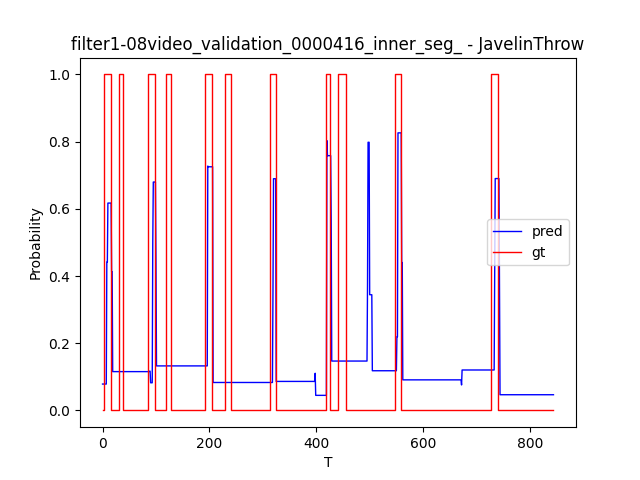 filter1-08video_validation_0000416_inner_seg_ - JavelinThrow
1.0
0.8
0.6
0.4
0.2
0.0
Probability
pred
gt
0 200 400 600 800
T